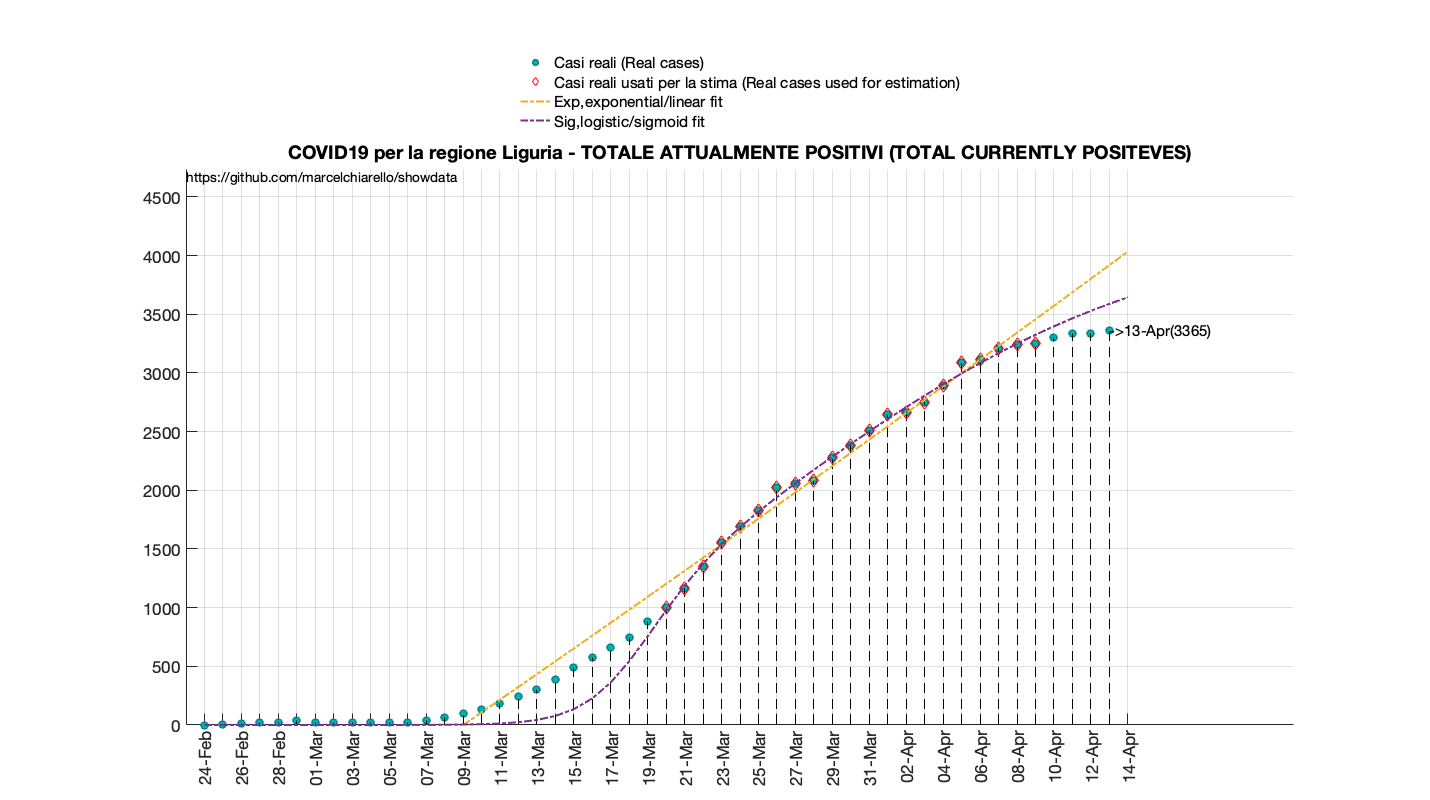 Casi reali (Real cases)
Casi reali usati per la stima (Real cases used for estimation)
Exp,exponential/linear fit
Sig,logistic/sigmoid fit
COVID19 per la regione Liguria - TOTALE ATTUALMENTE POSITIVI (TOTAL CURRENTLY POSITEVES)
https://github.com/marcelchiarello/showdata
4500
4000
3500
3000
2500
2000
1500
1000
500
0
->13-Apr(3365)
24-Feb
26-Feb
28-Feb
01-Mar
03-Mar
05-Mar
07-Mar
09-Mar
11-Mar
13-Mar
15-Mar
17-Mar
19-Mar
21-Mar
23-Mar
25-Mar
27-Mar
29-Mar
31-Mar
02-Apr
04-Apr
06-Apr
08-Apr
10-Apr
12-Apr
14-Apr